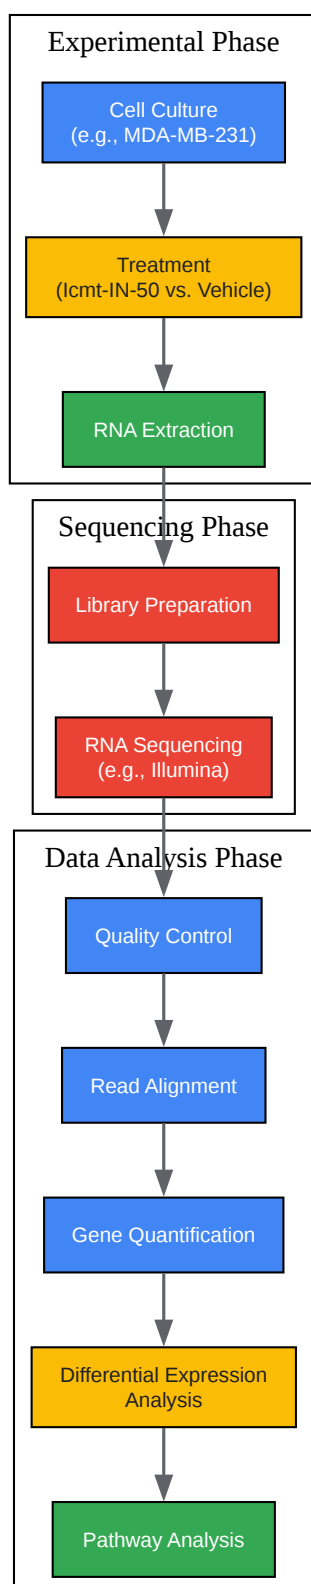 Experimental Phase
Cell Culture
(e.g., MDA-MB-231)
Treatment
(Icmt-IN-50 vs. Vehicle)
RNA Extraction
Sequencing Phase
Library Preparation
RNA Sequencing
(e.g., Illumina)
Data Analysis Phase
Quality Control
Read Alignment
Gene Quantification
Differential Expression
Analysis
Pathway Analysis